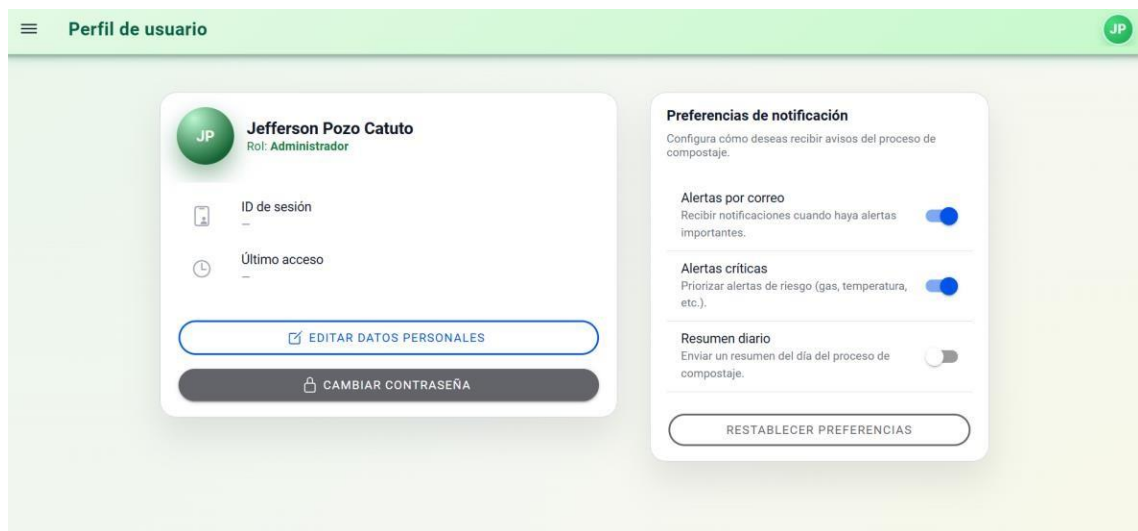 Perfil de usuario
JP
JP
Jefferson Pozo Catuto
Rol: Administrador
ID de sesión
—
Último acceso
—
EDITAR DATOS PERSONALES
CAMBIAR CONTRASEÑA
Preferencias de notificación
Configura cómo deseas recibir avisos del proceso de
compostaje.
Alertas por correo
Recibir notificaciones cuando haya alertas
importantes.
Alertas críticas
Priorizar alertas de riesgo (gas, temperatura,
etc.).
Resumen diario
Enviar un resumen del día del proceso de
compostaje.
RESTABLECER PREFERENCIAS